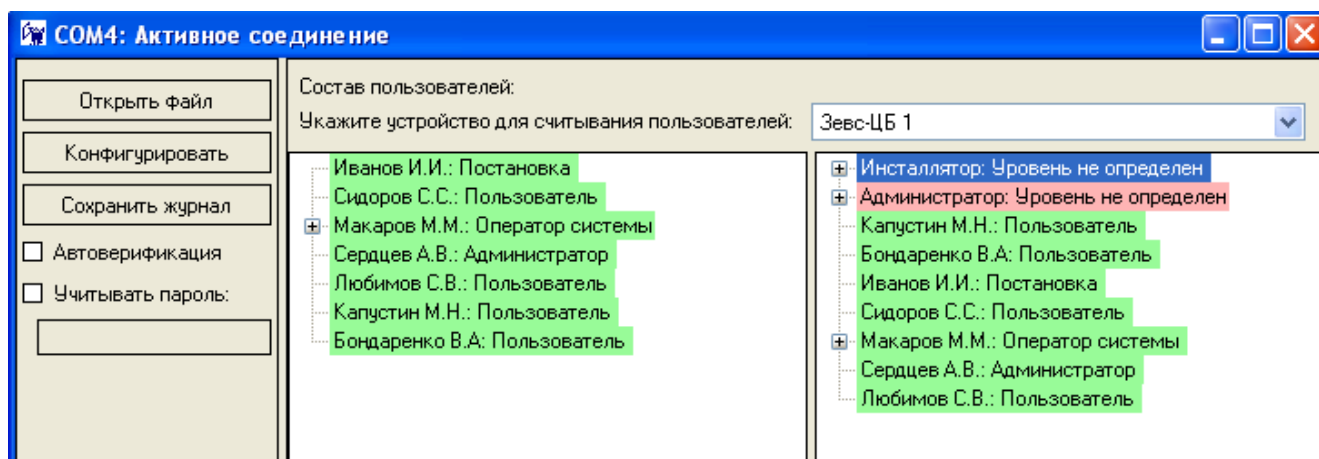 COM4: Активное соединение
Открыть файл
Конфигурировать
Сохранить журнал
Автоверификация
Учитывать пароль:
Состав пользователей:
Укажите устройство для считывания пользователей:
Зевс-ЦБ 1
Иванов И.И.: Постановка
Сидоров С.С.: Пользователь
Макаров М.М.: Оператор системы
Сердцев А.В.: Администратор
Любимов С.В.: Пользователь
Капустин М.Н.: Пользователь
Бондаренко В.А: Пользователь
Инсталлятор: Уровень не определен
Администратор: Уровень не определен
Капустин М.Н.: Пользователь
Бондаренко В.А: Пользователь
Иванов И.И.: Постановка
Сидоров С.С.: Пользователь
Макаров М.М.: Оператор системы
Сердцев А.В.: Администратор
Любимов С.В.: Пользователь